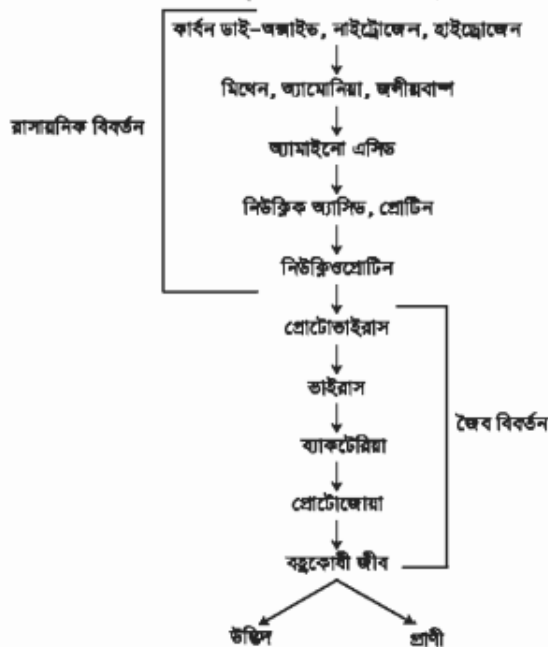 কার্বন ডাই-অক্সাইড, নাইট্রোজেন, হাইড্রোজেন
মিথেন, অ্যামোনিয়া, জলীয়বাষ্প
রাসায়নিক বিবর্তন
অ্যামাইনো এসিড
নিউক্লিক অ্যাসিড, প্রোটিন
নিউক্লিওপ্রোটিন
প্রোটোভাইরাস
ভাইরাস
জৈব বিবর্তন
ব্যাকটেরিয়া
প্রোটোজোয়া
বহুকোষী জীব
উদ্ভিদ প্রাণী